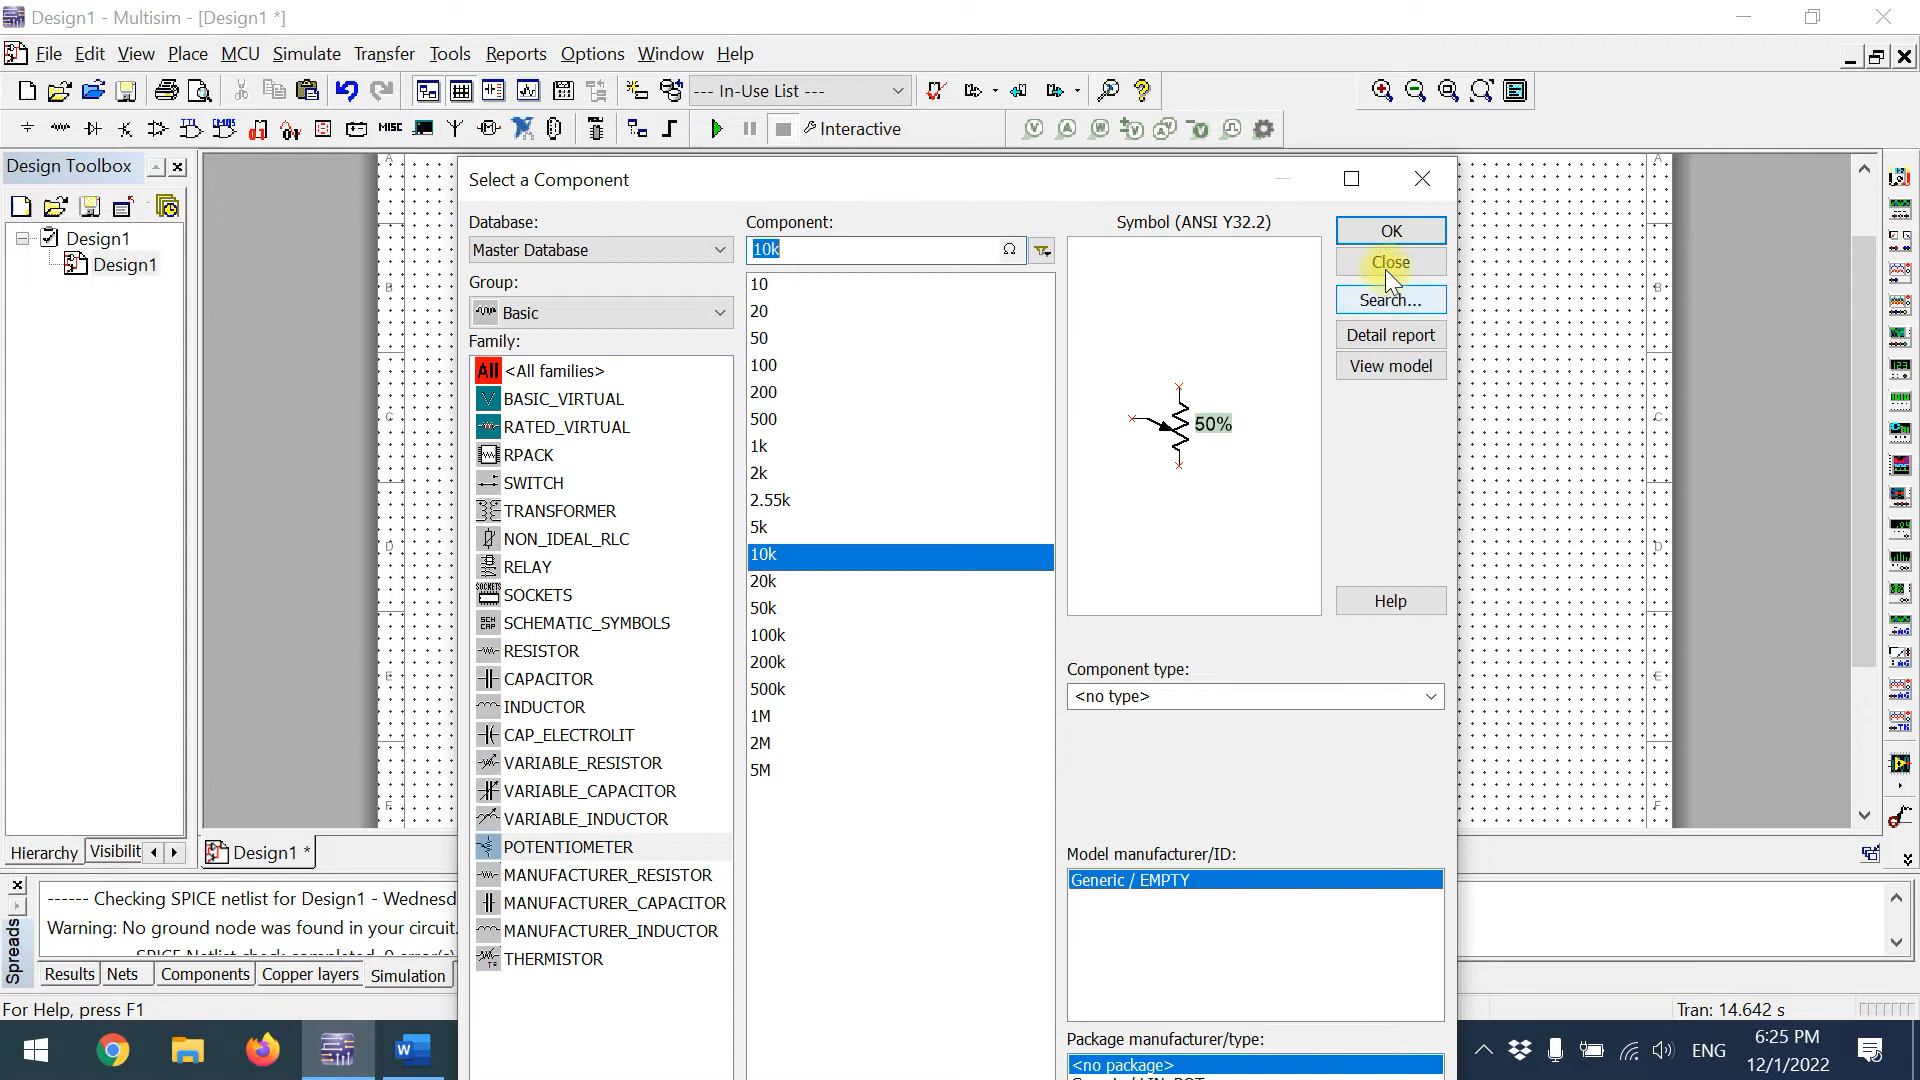 Design1 - Multisim - [Design1 *]
File Edit View Place MCU Simulate Transfer Tools Reports Options Window Help
--- In-Use List ---
MISC
Interactive
Design Toolbox
Design1
Design1
Hierarchy Visibilit
Select a Component
Database:
Master Database
Group:
Basic
Family:
All <All families>
BASIC_VIRTUAL
RATED_VIRTUAL
RPACK
SWITCH
TRANSFORMER
NON_IDEAL_RLC
RELAY
SOCKETS
SCHEMATIC_SYMBOLS
RESISTOR
CAPACITOR
INDUCTOR
CAP_ELECTROLIT
VARIABLE_RESISTOR
VARIABLE_CAPACITOR
VARIABLE_INDUCTOR
POTENTIOMETER
MANUFACTURER_RESISTOR
MANUFACTURER_CAPACITOR
MANUFACTURER_INDUCTOR
THERMISTOR
Component:
10k Ω
10
20
50
100
200
500
1k
2k
2.55k
5k
10k
20k
50k
100k
200k
500k
1M
2M
5M
Symbol (ANSI Y32.2)
50%
OK
Close
Search...
Detail report
View model
Help
Component type:
<no type>
Model manufacturer/ID:
Generic / EMPTY
Package manufacturer/type:
<no package>
A
B
C
D
E
F
A
B
C
D
E
F
Design1 *
Spreads
------ Checking SPICE netlist for Design1 - Wednesd
Warning: No ground node was found in your circuit.
Results Nets Components Copper layers Simulation
For Help, press F1
Tran: 14.642 s
ENG
6:25 PM
12/1/2022